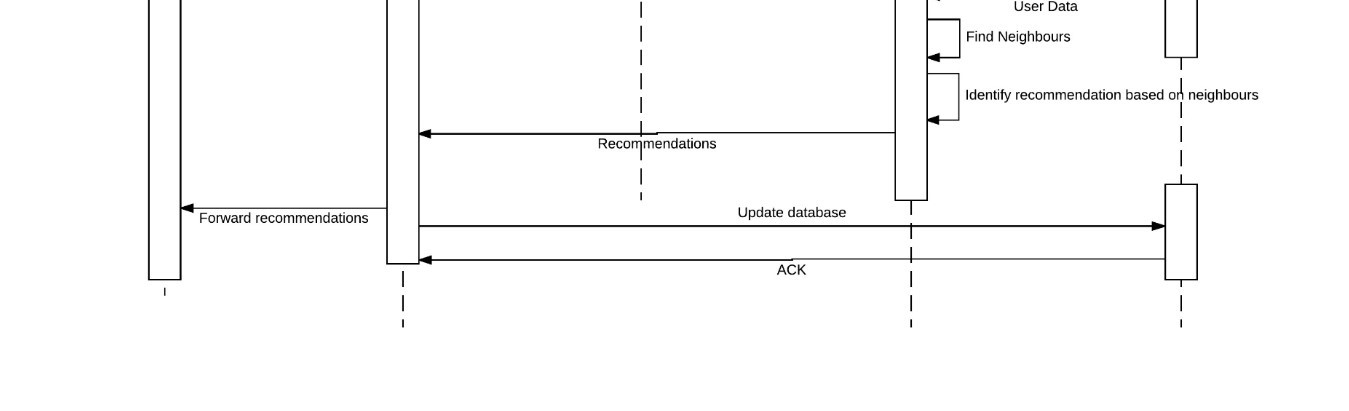 User Data
Find Neighbours
Identify recommendation based on neighbours
Recommendations
Update database
Forward recommendations
ACK